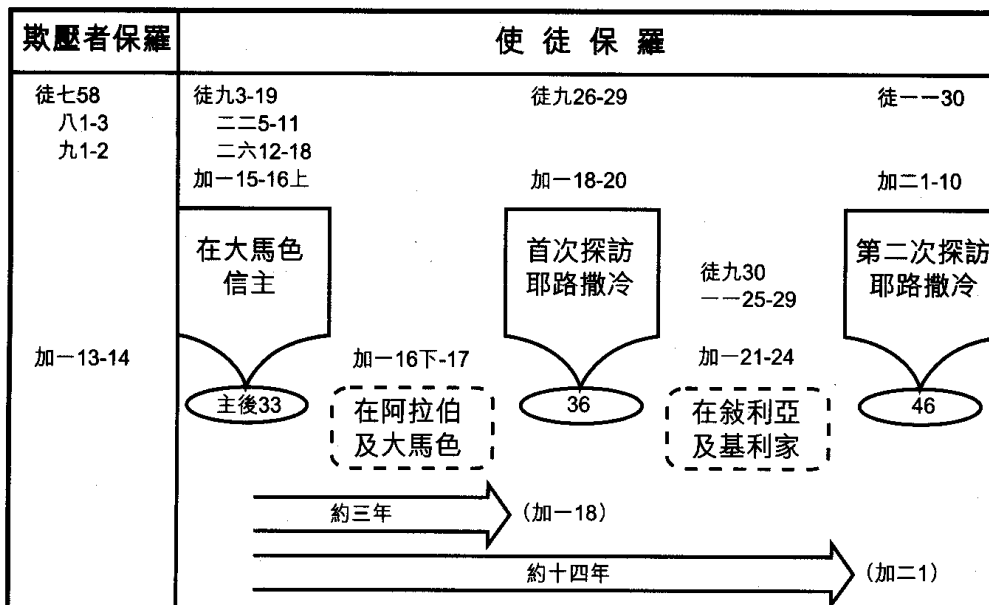 欺壓者保羅
使徒保羅
徒七58
八1-3
九1-2
徒九3-19
二二5-11
二六12-18
加一15-16上
徒九26-29
加一18-20
徒一一30
加二1-10
在大馬色
信主
首次探訪
耶路撒冷
徒九30
一一25-29
第二次探訪
耶路撒冷
加一13-14
加一16下-17
加一21-24
主後33
在阿拉伯
及大馬色
36
在敍利亞
及基利家
46
約三年
(加一18)
約十四年
(加二1)